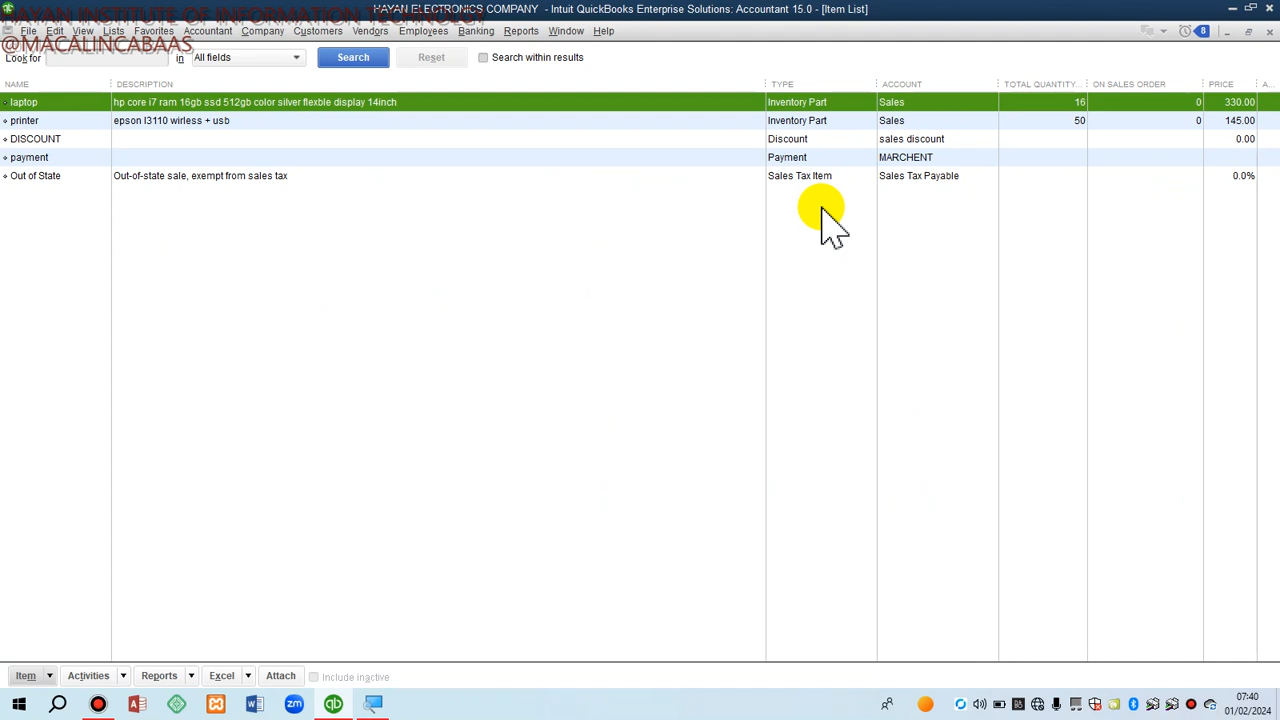 HAYAN INSTITUTE OF INFORMATION TECHNOLGY
@MACALINCABAAS
HAYAN ELECTRONICS COMPANY - Intuit QuickBooks Enterprise Solutions: Accountant 15.0 - [Item List]
File Edit View Lists Favorites Accountant Company Customers Vendors Employees Banking Reports Window Help 8
Look for in All fields Search Reset Search within results
NAME DESCRIPTION TYPE ACCOUNT TOTAL QUANTITY... ON SALES ORDER PRICE A...
laptop hp core i7 ram 16gb ssd 512gb color silver flexble display 14inch Inventory Part Sales 16 0 330.00
printer epson l3110 wirless + usb Inventory Part Sales 50 0 145.00
DISCOUNT Discount sales discount 0.00
payment Payment MARCHENT
Out of State Out-of-state sale, exempt from sales tax Sales Tax Item Sales Tax Payable 0.0%
Item Activities Reports Excel Attach Include inactive
07:40
01/02/2024